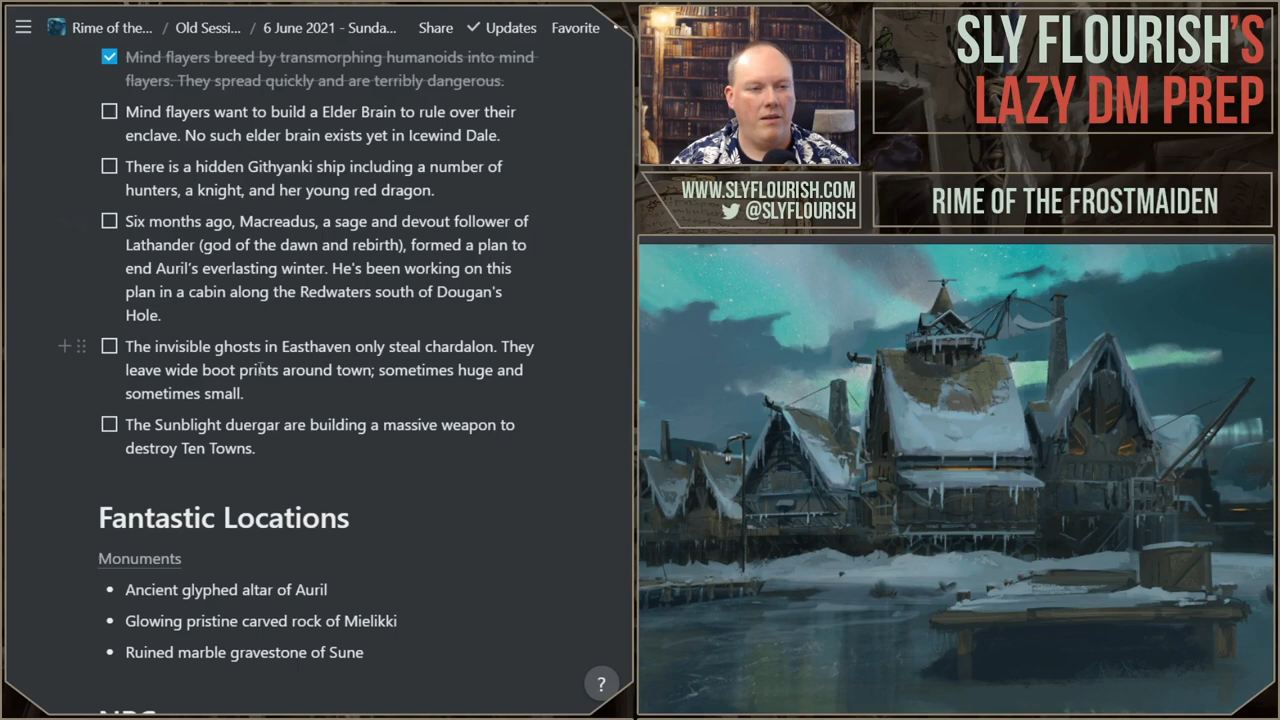 Rime of the... / Old Sessi... / 6 June 2021 - Sunda... Share Updates Favorite
Mind flayers breed by transmorphing humanoids into mind
flayers. They spread quickly and are terribly dangerous.
Mind flayers want to build a Elder Brain to rule over their
enclave. No such elder brain exists yet in Icewind Dale.
There is a hidden Githyanki ship including a number of
hunters, a knight, and her young red dragon.
Six months ago, Macreadus, a sage and devout follower of
Lathander (god of the dawn and rebirth), formed a plan to
end Auril's everlasting winter. He's been working on this
plan in a cabin along the Redwaters south of Dougan's
Hole.
The invisible ghosts in Easthaven only steal chardalon. They
leave wide boot prints around town; sometimes huge and
sometimes small.
The Sunblight duergar are building a massive weapon to
destroy Ten Towns.
Fantastic Locations
Monuments
• Ancient glyphed altar of Auril
• Glowing pristine carved rock of Mielikki
• Ruined marble gravestone of Sune
?
SLY FLOURISH'S
LAZY DM PREP
WWW.SLYFLOURISH.COM
@SLYFLOURISH
RIME OF THE FROSTMAIDEN